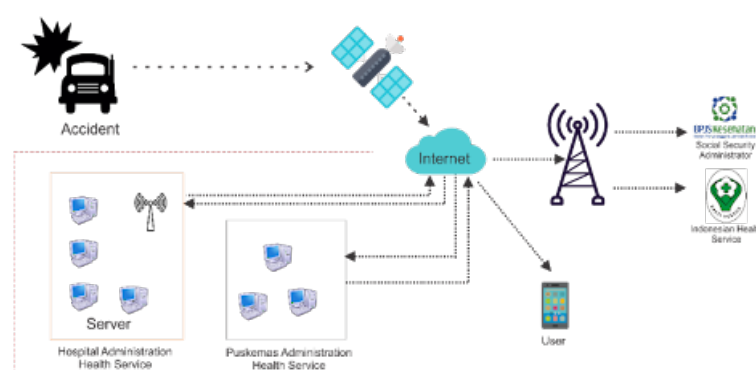 Accident
Internet
BPJS Kesehatan
Social Security
Administrator
Indonesian Heal
Service
Server
Hospital Administration
Health Service
Puskemas Administration
Health Service
User